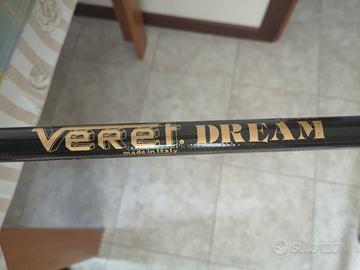 VeReT. DREAM
made in Italy
subito